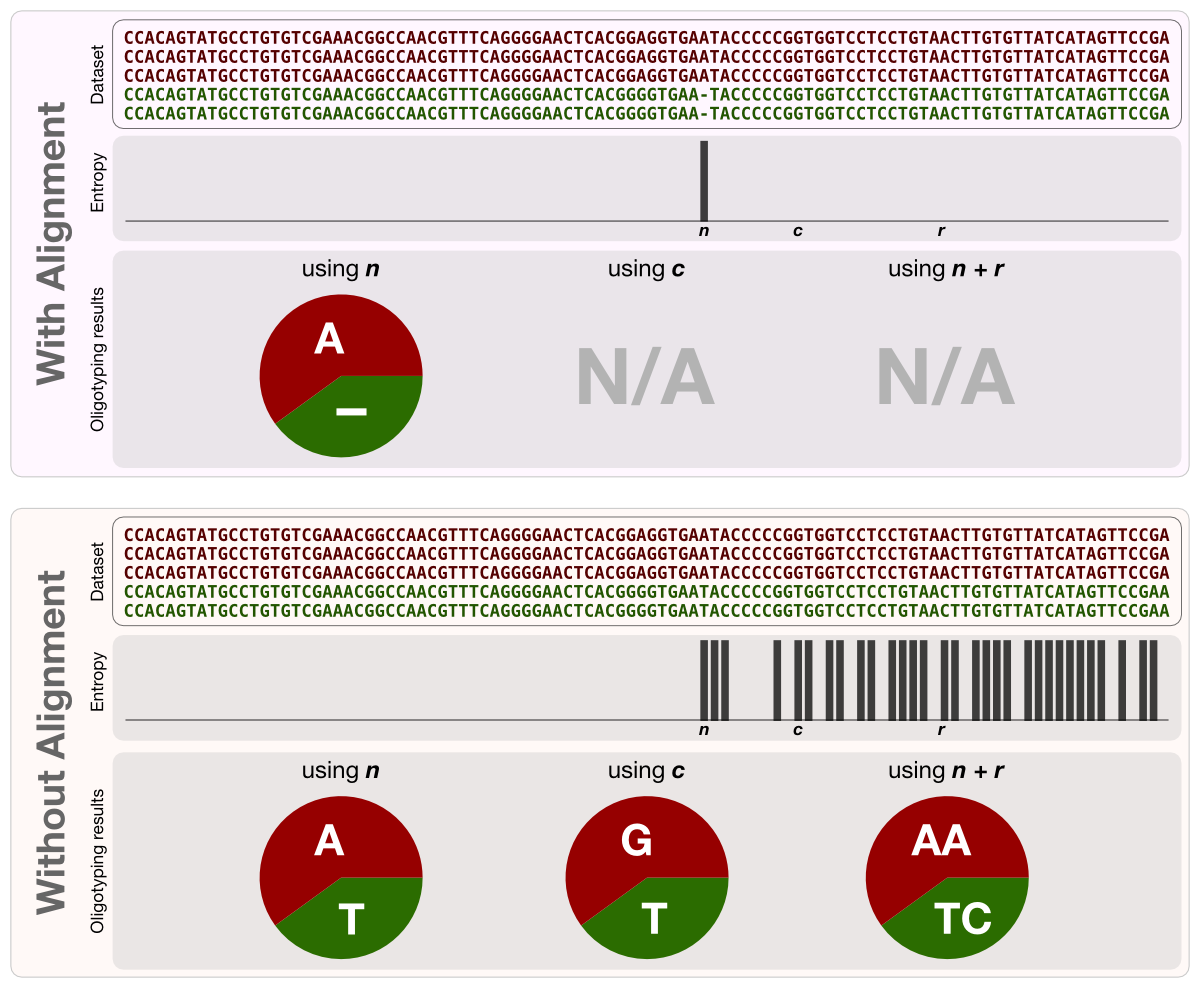 With Alignment
Dataset
CCACAGTATGCCTGTGTCGAAACGGCCAACGTTTCAGGGGAACTCACGGAGGTGAATACCCCCGGTGGTCCTCCTGTAACTTGTGTTATCATAGTTCCGA
CCACAGTATGCCTGTGTCGAAACGGCCAACGTTTCAGGGGAACTCACGGAGGTGAATACCCCCGGTGGTCCTCCTGTAACTTGTGTTATCATAGTTCCGA
CCACAGTATGCCTGTGTCGAAACGGCCAACGTTTCAGGGGAACTCACGGAGGTGAATACCCCCGGTGGTCCTCCTGTAACTTGTGTTATCATAGTTCCGA
CCACAGTATGCCTGTGTCGAAACGGCCAACGTTTCAGGGGAACTCACGGGGTGAA-TACCCCCGGTGGTCCTCCTGTAACTTGTGTTATCATAGTTCCGA
CCACAGTATGCCTGTGTCGAAACGGCCAACGTTTCAGGGGAACTCACGGGGTGAA-TACCCCCGGTGGTCCTCCTGTAACTTGTGTTATCATAGTTCCGA
Entropy
n c r
Oligotyping results
using n using c using n + r
A
–
N/A N/A
Without Alignment
Dataset
CCACAGTATGCCTGTGTCGAAACGGCCAACGTTTCAGGGGAACTCACGGAGGTGAATACCCCCGGTGGTCCTCCTGTAACTTGTGTTATCATAGTTCCGA
CCACAGTATGCCTGTGTCGAAACGGCCAACGTTTCAGGGGAACTCACGGAGGTGAATACCCCCGGTGGTCCTCCTGTAACTTGTGTTATCATAGTTCCGA
CCACAGTATGCCTGTGTCGAAACGGCCAACGTTTCAGGGGAACTCACGGAGGTGAATACCCCCGGTGGTCCTCCTGTAACTTGTGTTATCATAGTTCCGA
CCACAGTATGCCTGTGTCGAAACGGCCAACGTTTCAGGGGAACTCACGGGGTGAATACCCCCGGTGGTCCTCCTGTAACTTGTGTTATCATAGTTCCGAA
CCACAGTATGCCTGTGTCGAAACGGCCAACGTTTCAGGGGAACTCACGGGGTGAATACCCCCGGTGGTCCTCCTGTAACTTGTGTTATCATAGTTCCGAA
Entropy
n c r
Oligotyping results
using n using c using n + r
A G AA
T T TC